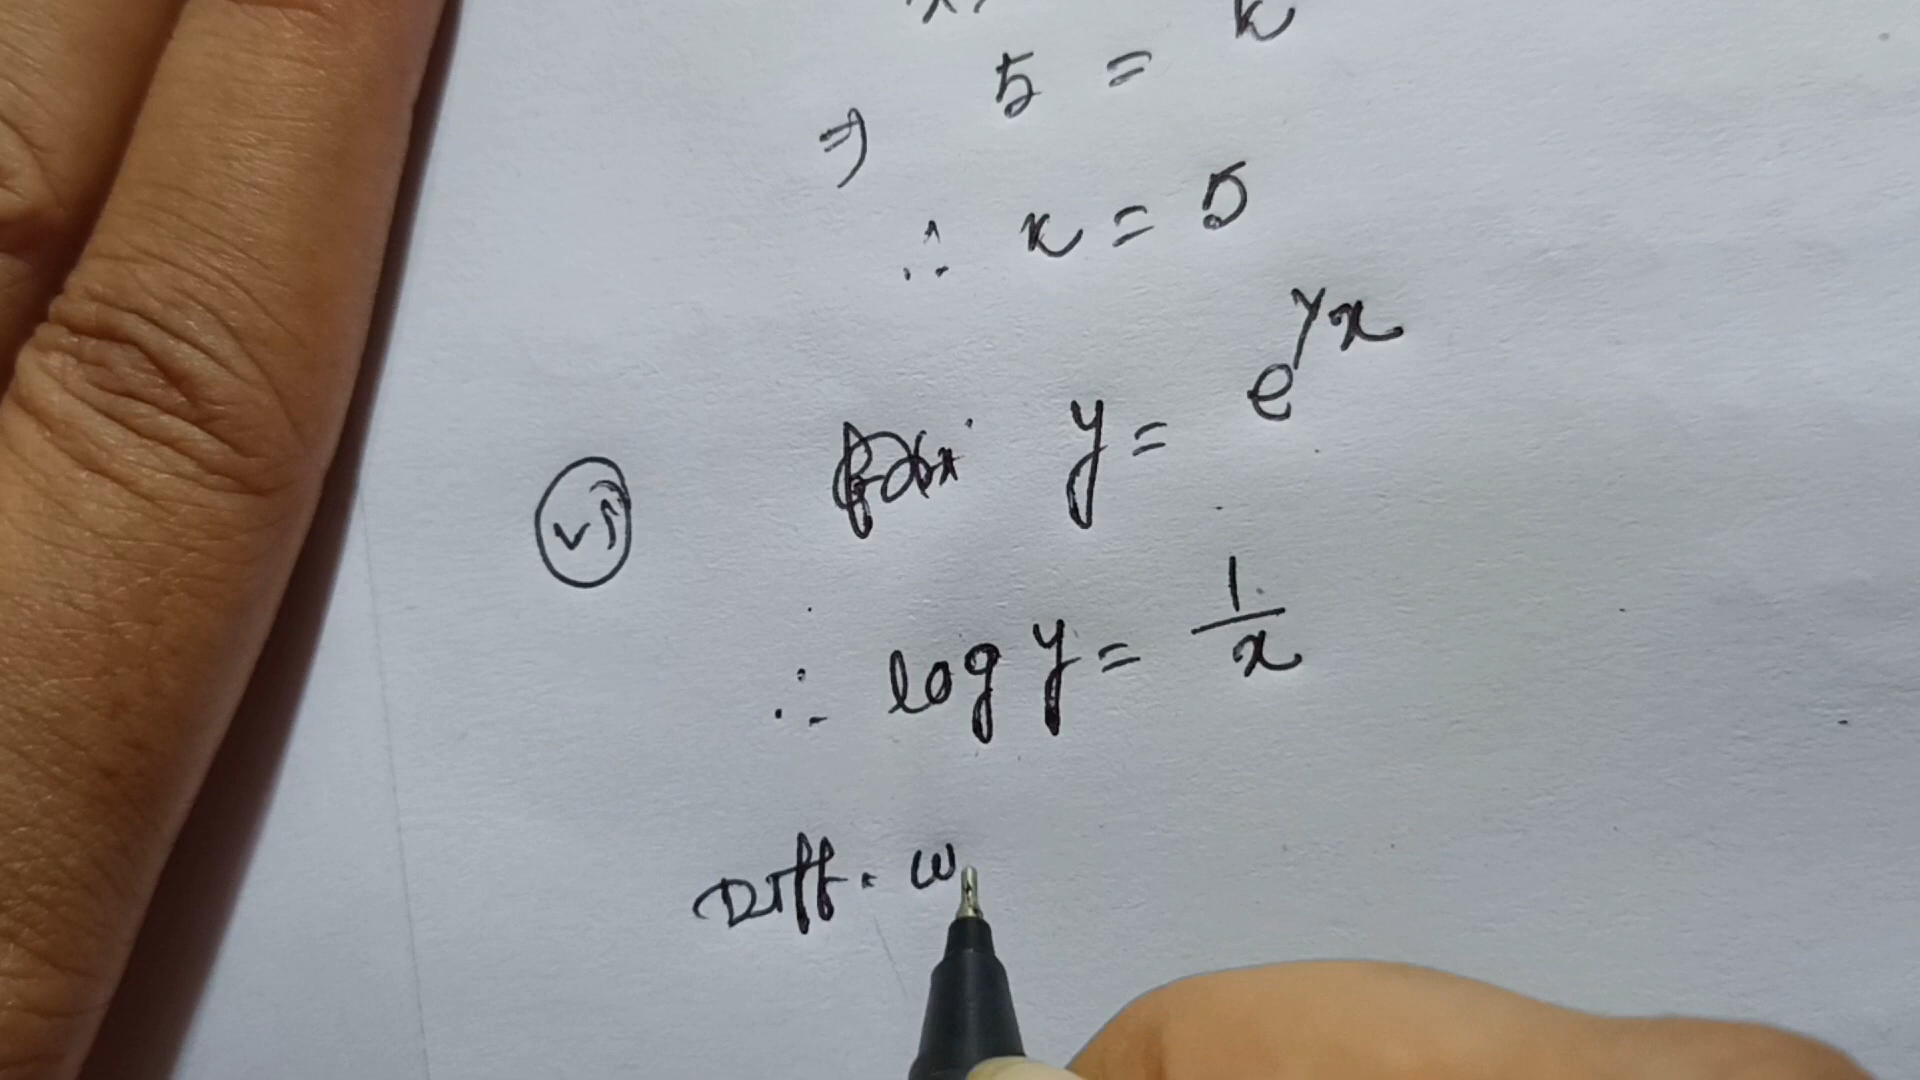 ⇒ 5 = k
∴ k = 5
vi y = e^1/x
∴ log y = 1/x
Diff. w